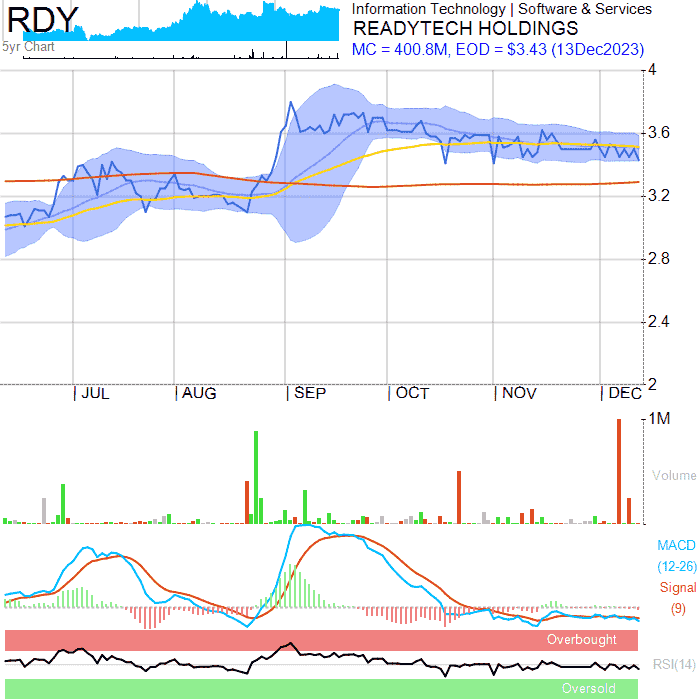 RDY
5yr Chart
Information Technology | Software & Services
READYTECH HOLDINGS
MC = 400.8M, EOD = $3.43 (13Dec2023)
4
3.6
3.2
2.8
2.4
2
| JUL | AUG | SEP | OCT | NOV | DEC
1M
Volume
MACD
(12-26)
Signal
(9)
Overbought
RSI(14)
Oversold